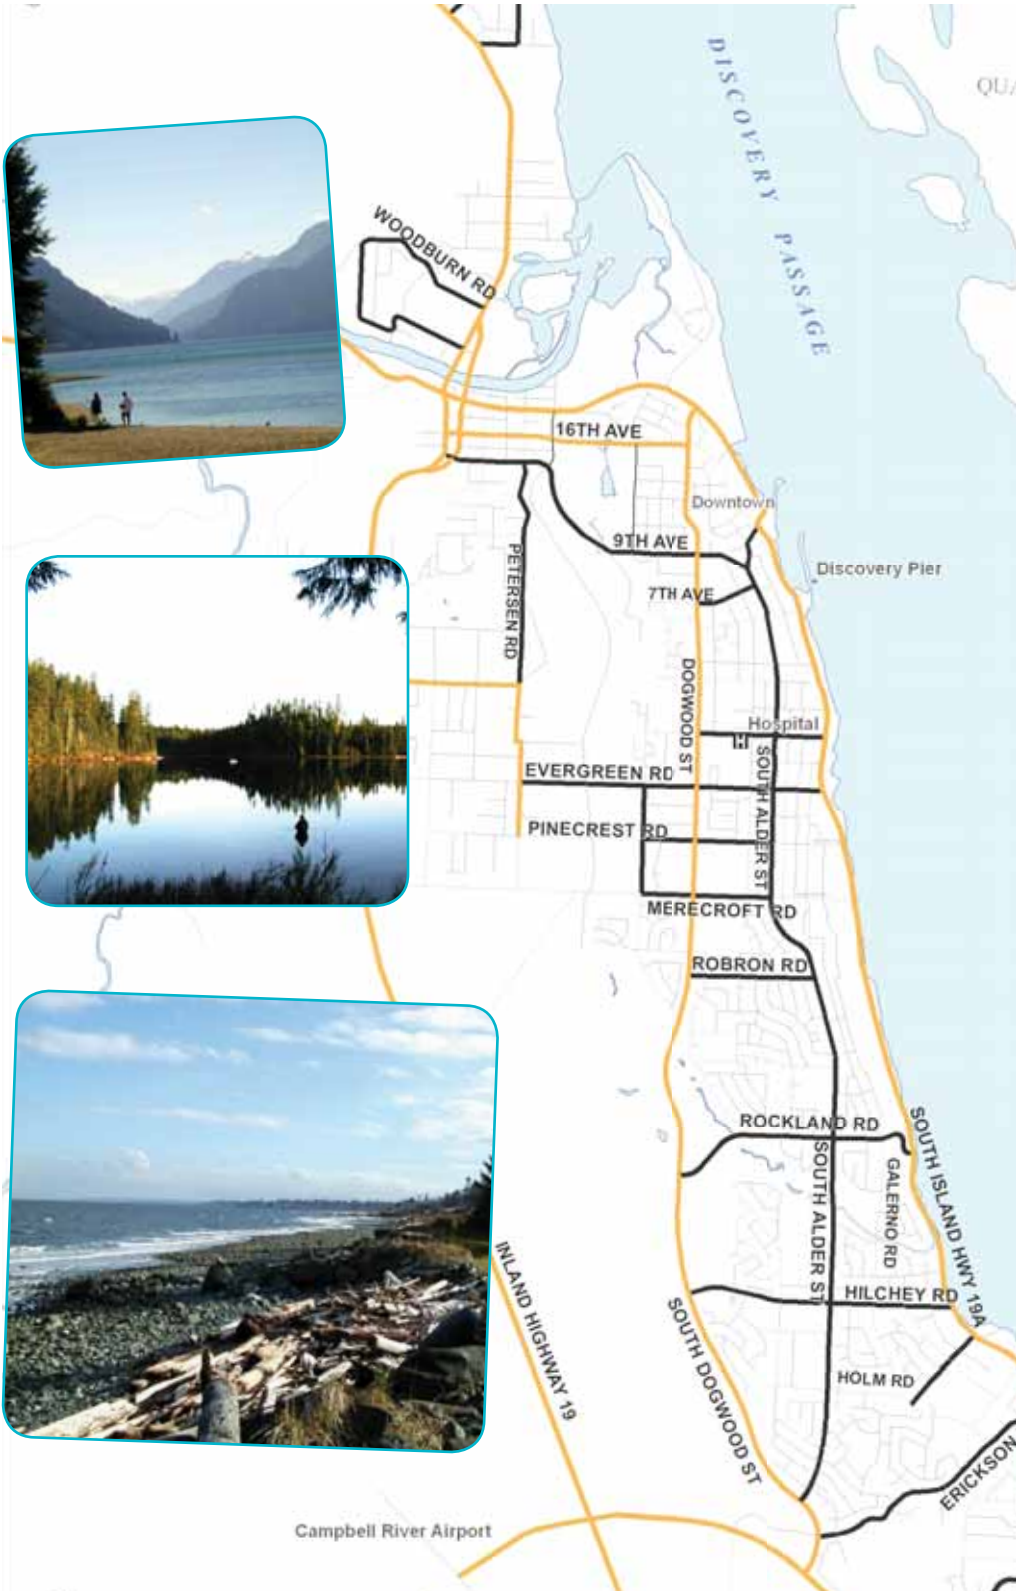 DISCOVERY PASSAGE
QUA
WOODBURN RD
16TH AVE
Downtown
9TH AVE
Discovery Pier
PETERSEN RD
7TH AVE
DOGWOOD ST
Hospital
H
SOUTH ALDER ST
EVERGREEN RD
PINECREST RD
MERECROFT RD
ROBRON RD
ROCKLAND RD
SOUTH ISLAND HWY 19A
SOUTH ALDER ST
GALERNO RD
INLAND HIGHWAY 19
HILCHEY RD
SOUTH DOGWOOD ST
HOLM RD
ERICKSON
Campbell River Airport